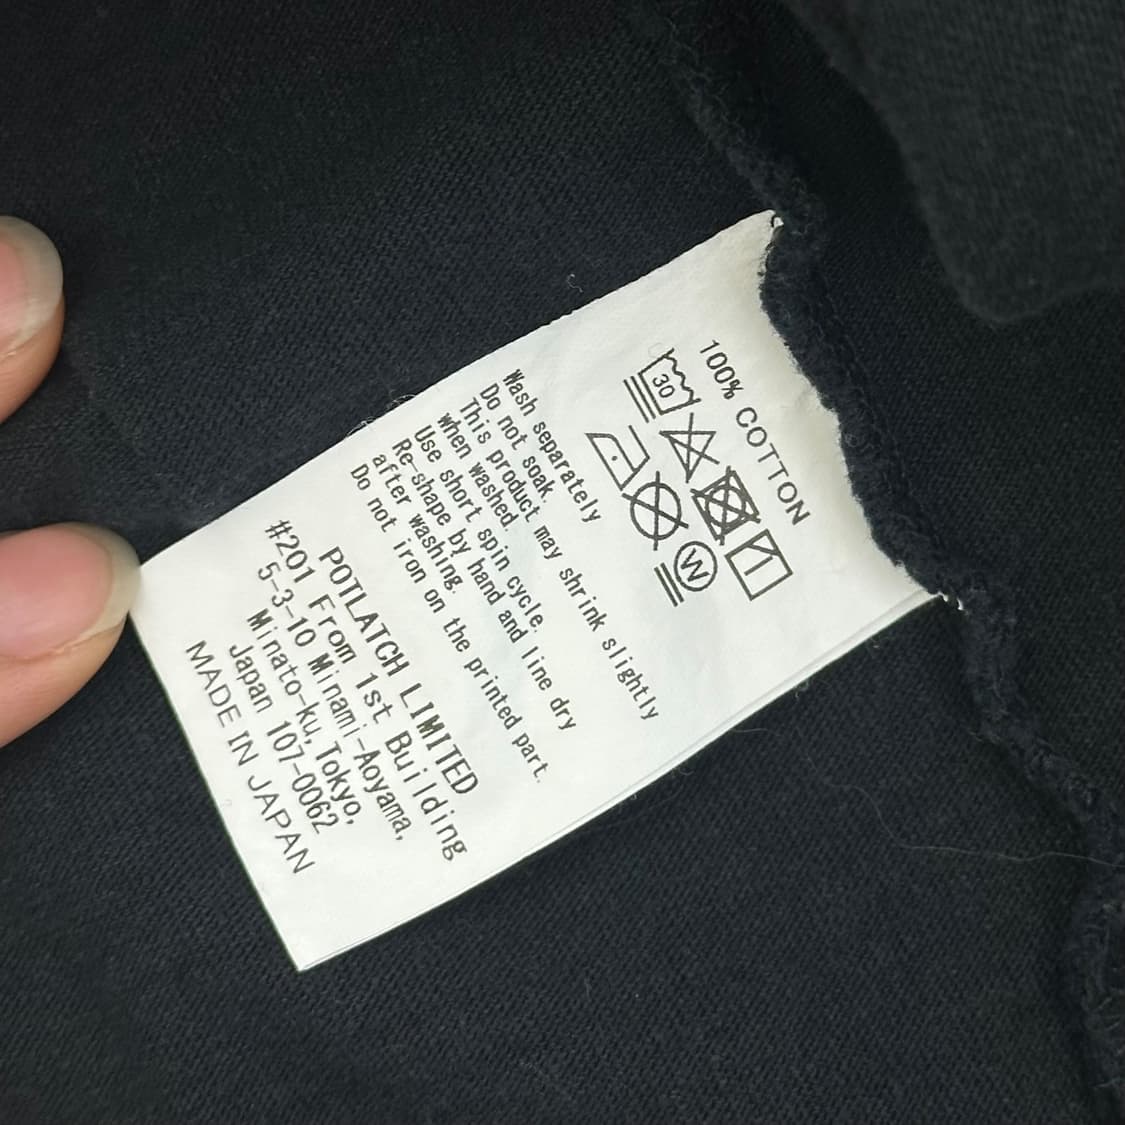 100% COTTON
30
W
Wash separately
Do not soak.
This product may shrink slightly
when washed.
Use short spin cycle.
Re-shape by hand and line dry
after washing.
Do not iron on the printed part.
POTLATCH LIMITED
#201 From 1st Building
5-3-10 Minami-Aoyama,
Minato-ku, Tokyo,
Japan 107-0062
MADE IN JAPAN